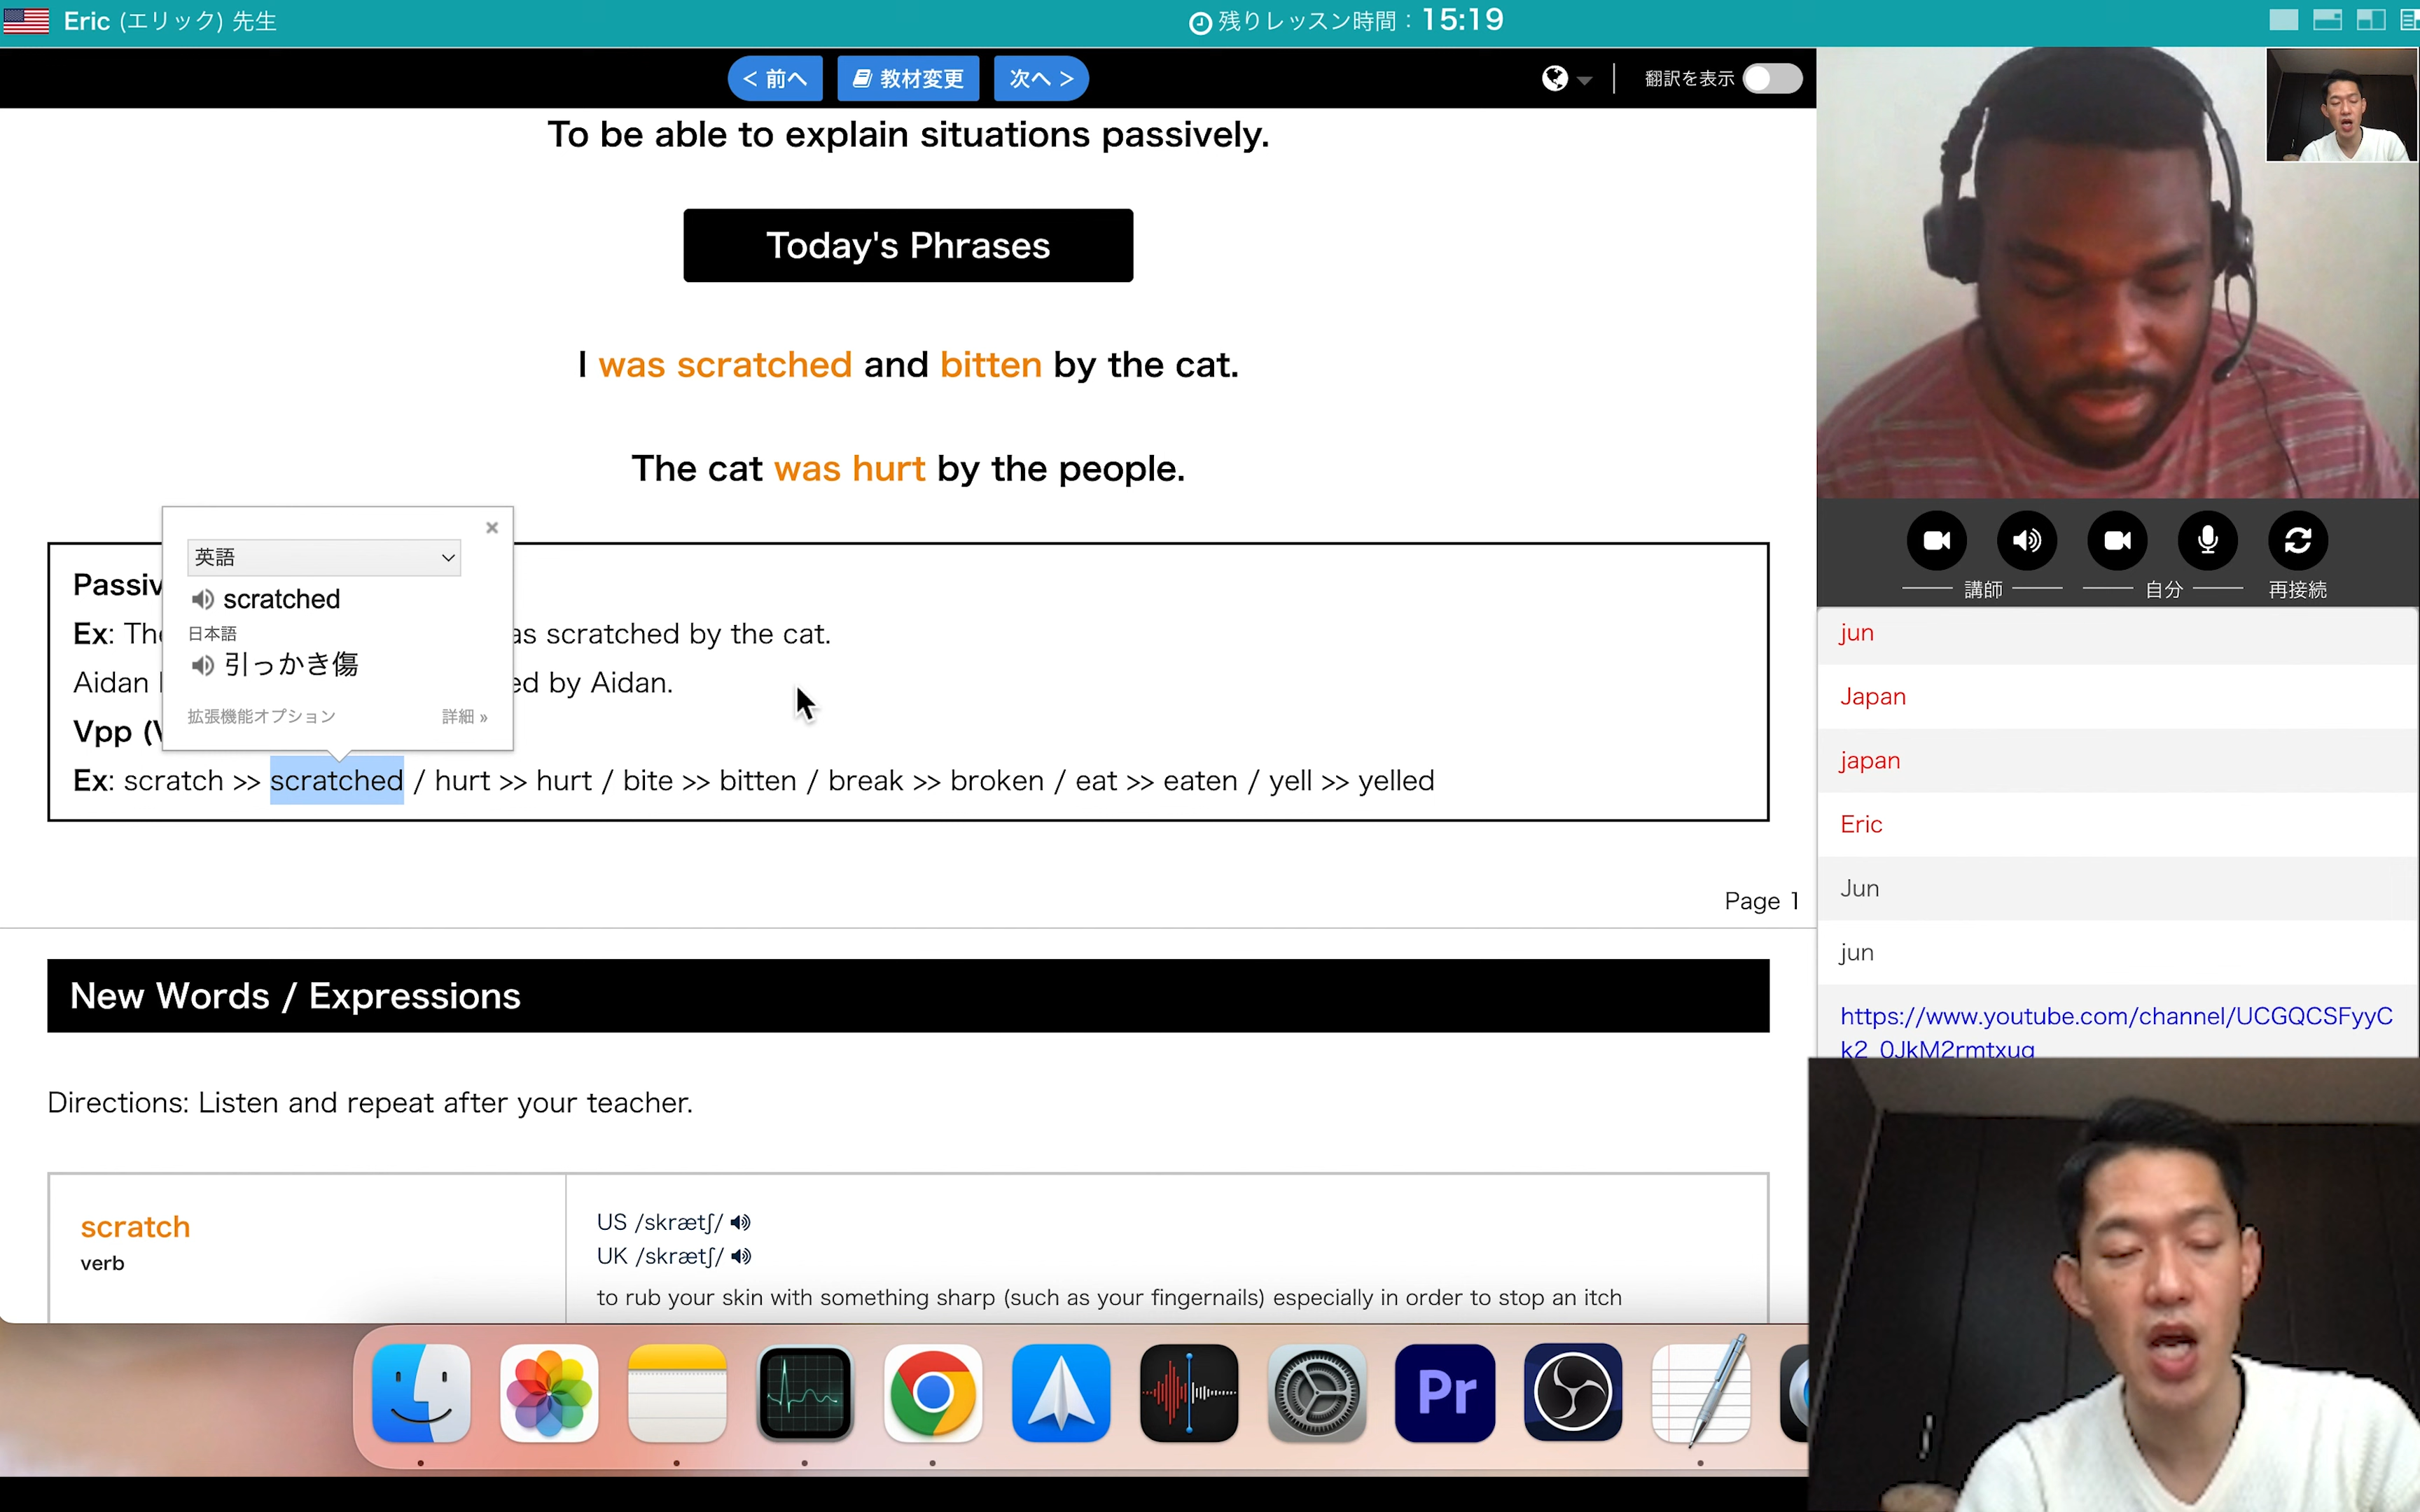 Eric (エリック) 先生
残りレッスン時間 : 15:19
< 前へ
教材変更
次へ >
翻訳を表示
To be able to explain situations passively.
Today's Phrases
I was scratched and bitten by the cat.
The cat was hurt by the people.
×
英語
scratched
日本語
引っかき傷
拡張機能オプション
詳細 »
Passiv
Ex: The
as scratched by the cat.
Aidan
ed by Aidan.
Vpp (V
Ex: scratch >> scratched / hurt >> hurt / bite >> bitten / break >> broken / eat >> eaten / yell >> yelled
Page 1
New Words / Expressions
Directions: Listen and repeat after your teacher.
scratch
verb
US /skrætʃ/
UK /skrætʃ/
to rub your skin with something sharp (such as your fingernails) especially in order to stop an itch
講師
自分
再接続
jun
Japan
japan
Eric
Jun
jun
https://www.youtube.com/channel/UCGQCSFyyC
k2_0JkM2rmtxug
Pr